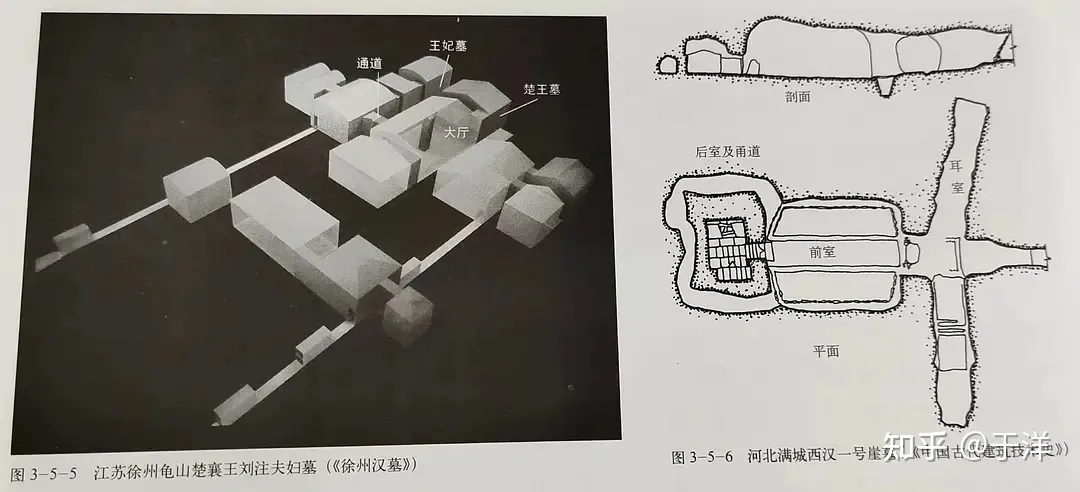 王妃墓
通道
楚王墓
大厅
剖面
后室及甬道
耳室
前室
平面
图 3-5-5 江苏徐州龟山楚襄王刘注夫妇墓(《徐州汉墓》)
图 3-5-6 河北满城西汉一号崖墓(《中国古代建筑技术史》)
知乎 @于洋